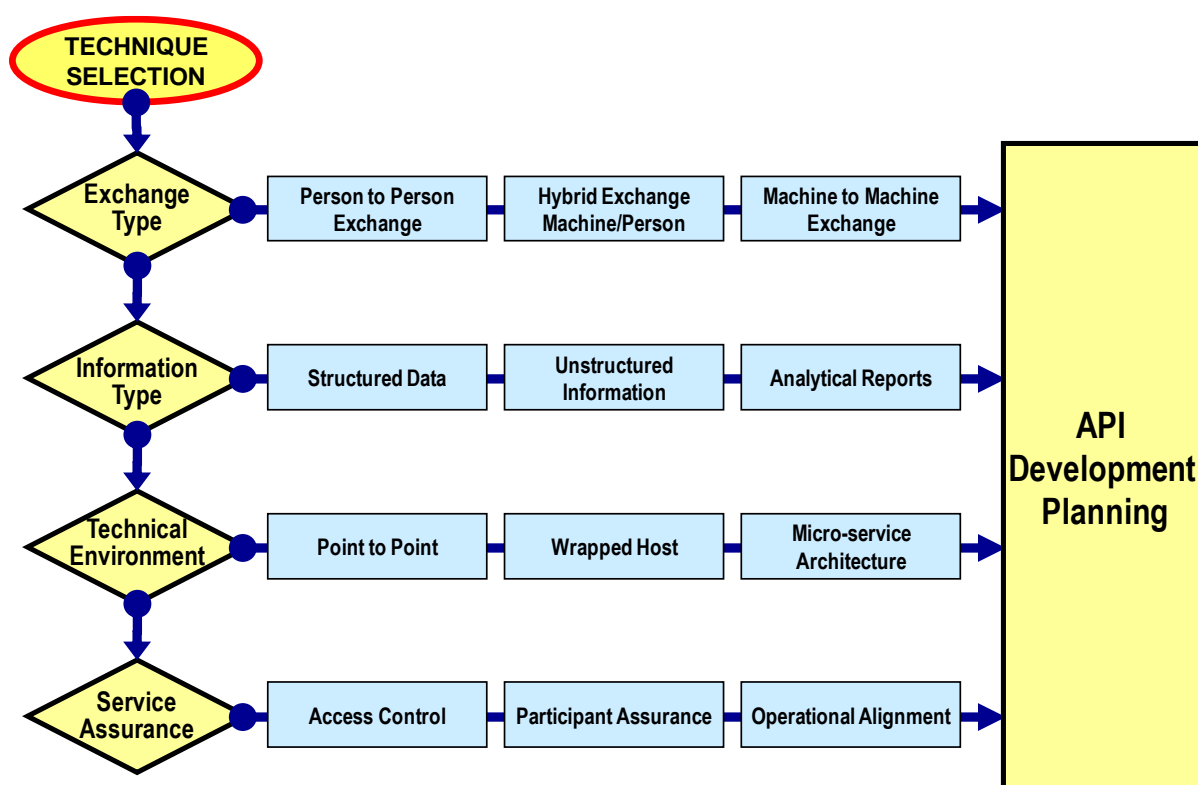 TECHNIQUE
SELECTION
Exchange
Type
Person to Person
Exchange
Hybrid Exchange
Machine/Person
Machine to Machine
Exchange
Information
Type
Structured Data
Unstructured
Information
Analytical Reports
API
Development
Planning
Technical
Environment
Point to Point
Wrapped Host
Micro-service
Architecture
Service
Assurance
Access Control
Participant Assurance
Operational Alignment